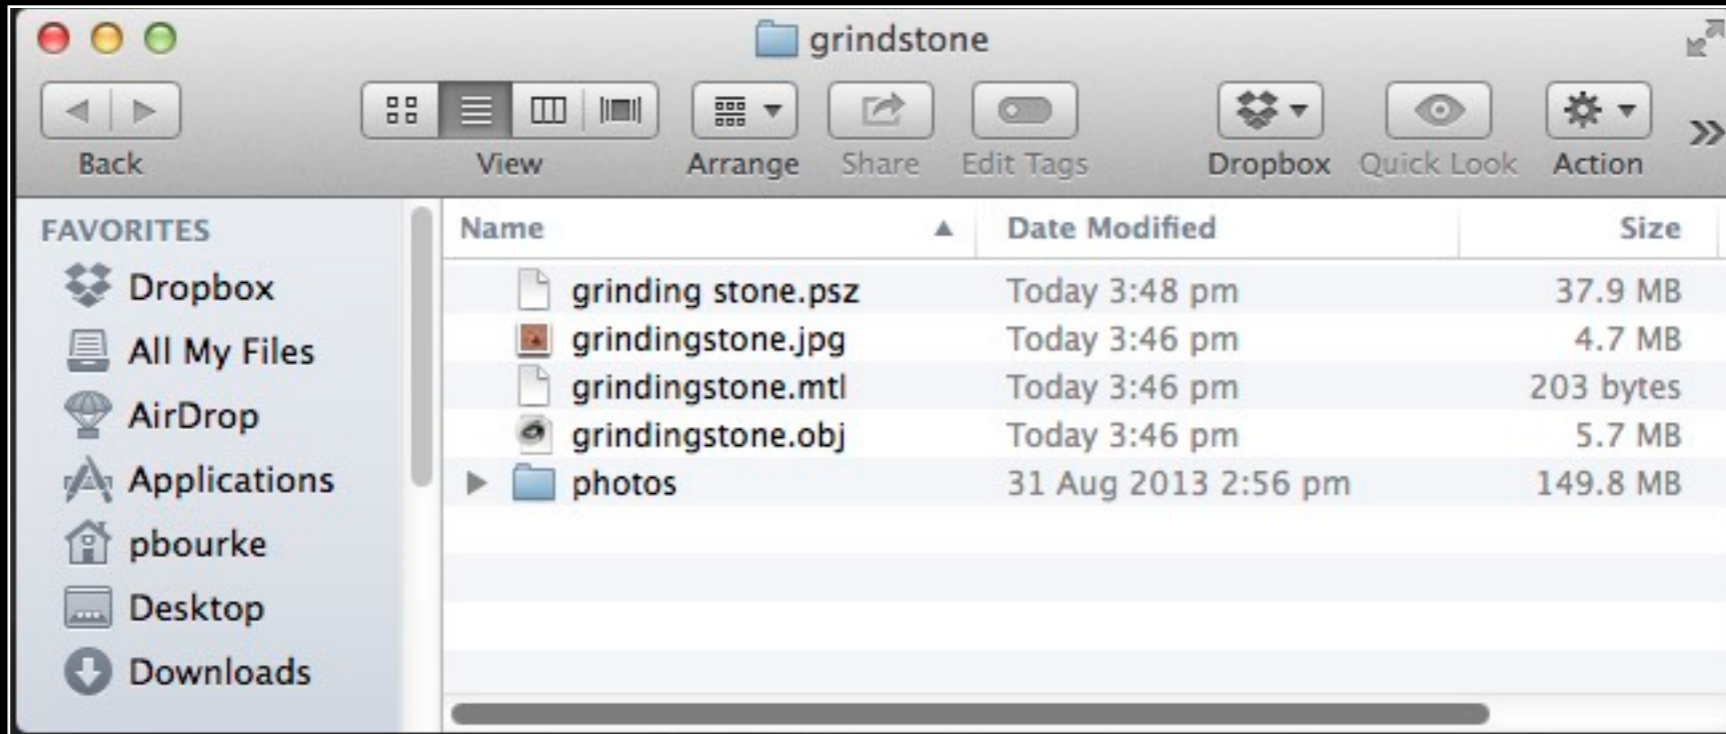 grindstone
Back View Arrange Share Edit Tags Dropbox Quick Look Action
FAVORITES
Dropbox
All My Files
AirDrop
Applications
pbourke
Desktop
Downloads
Name Date Modified Size
grinding stone.psz Today 3:48 pm 37.9 MB
grindingstone.jpg Today 3:46 pm 4.7 MB
grindingstone.mtl Today 3:46 pm 203 bytes
grindingstone.obj Today 3:46 pm 5.7 MB
photos 31 Aug 2013 2:56 pm 149.8 MB